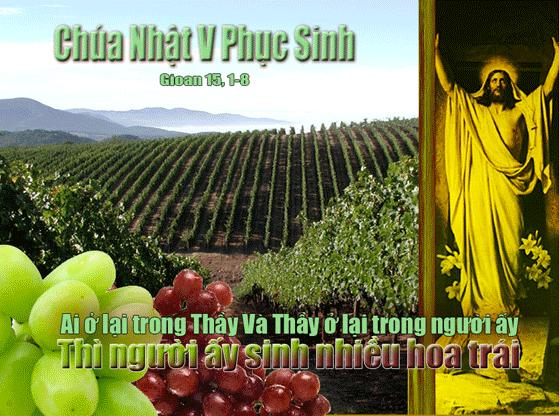 Chúa Nhật V Phục Sinh
Gioan 15, 1-8
Ai ở lại trong Thầy Và Thầy ở lại trong người ấy
Thì người ấy sinh nhiều hoa trái